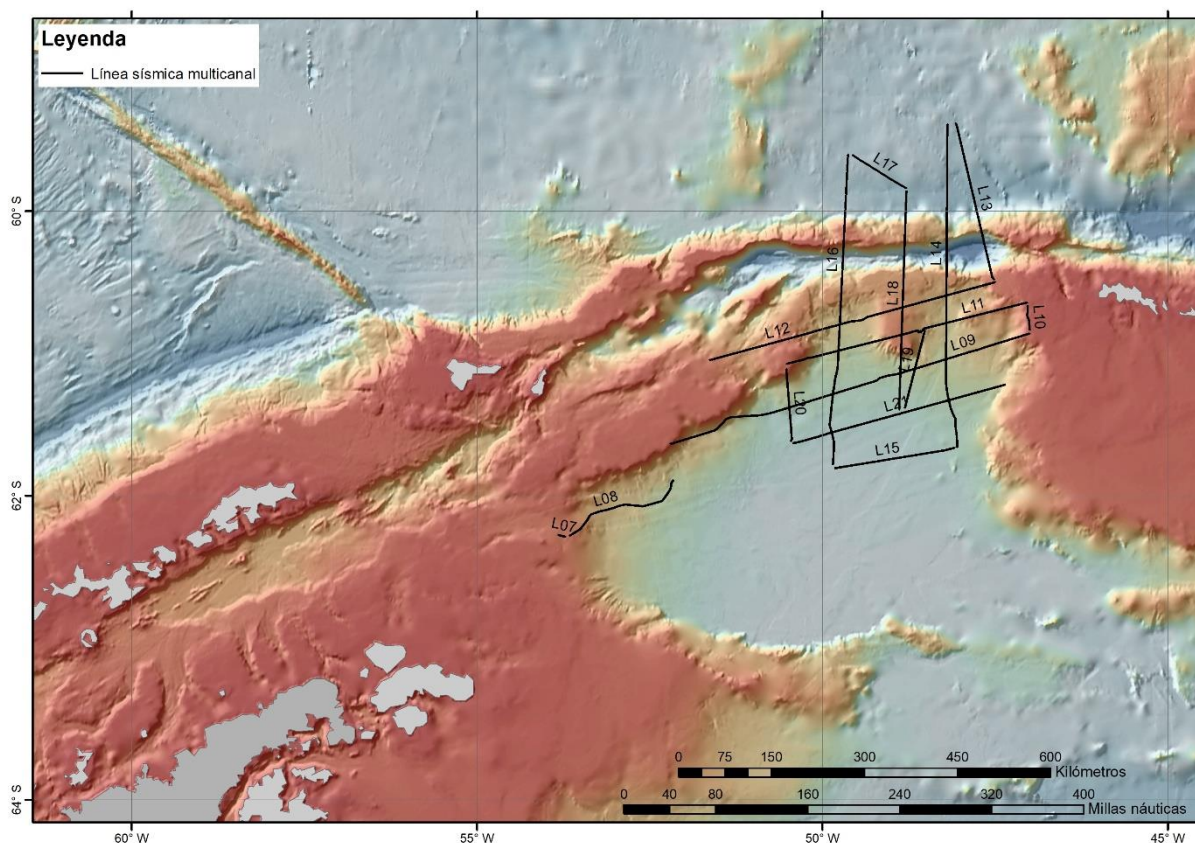 Leyenda
Línea sísmica multicanal
L17
60° S
L13
L16
L14
L18
L12
L11
L10
L19
L09
L20
L21
L15
62° S
L08
L07
0 75 150 300 450 600
Kilómetros
0 40 80 160 240 320 400
Millas náuticas
64° S
60° W
55° W
50° W
45° W